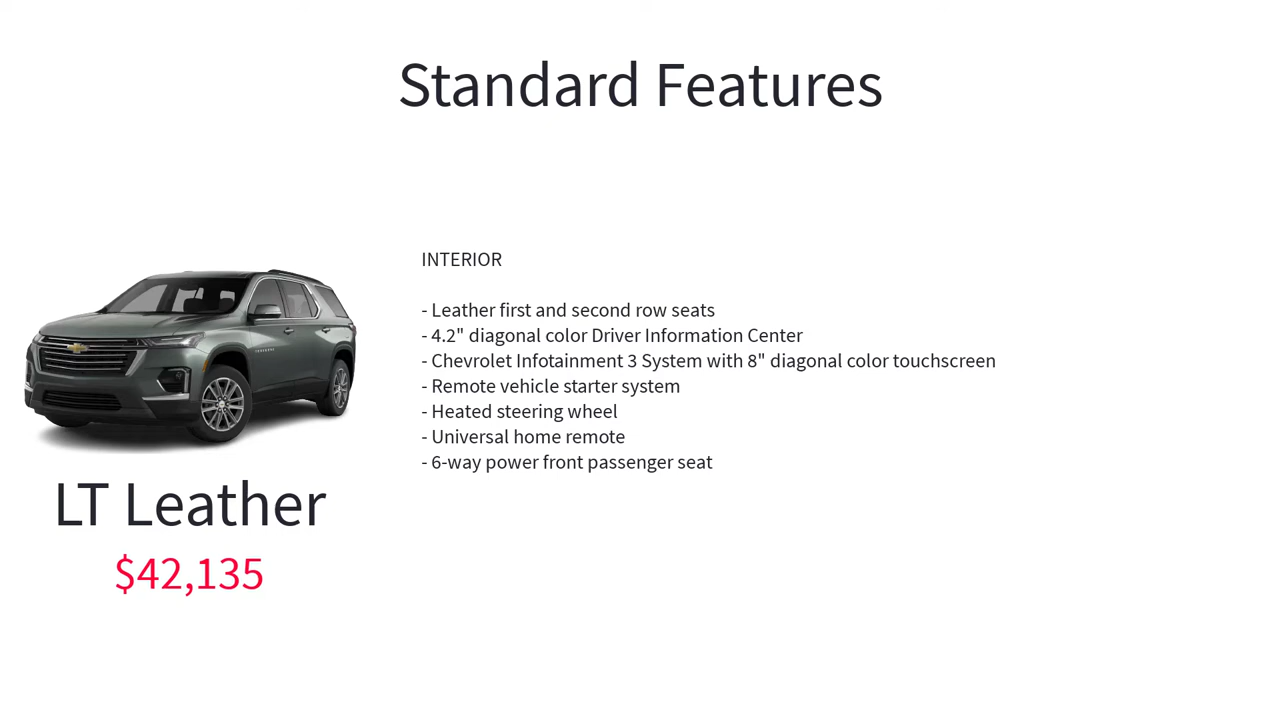 Standard Features
INTERIOR
- Leather first and second row seats
- 4.2" diagonal color Driver Information Center
- Chevrolet Infotainment 3 System with 8" diagonal color touchscreen
- Remote vehicle starter system
- Heated steering wheel
- Universal home remote
- 6-way power front passenger seat
LT Leather
$42,135